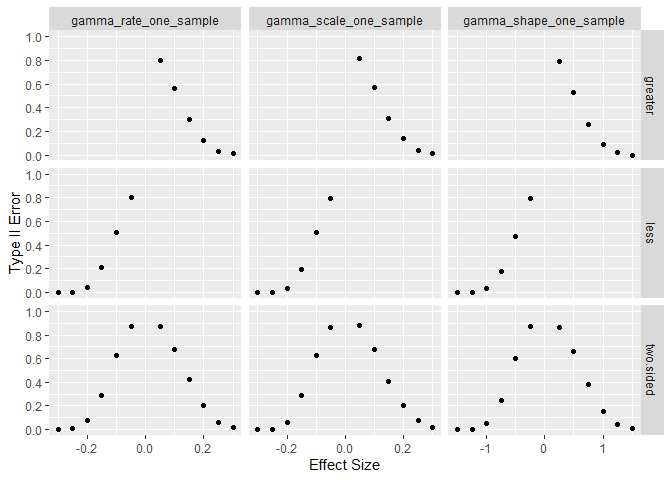 gamma_rate_one_sample gamma_scale_one_sample gamma_shape_one_sample
1.0
0.8
0.6
0.4
0.2
0.0
greater
1.0
0.8
0.6
0.4
0.2
0.0
less
Type II Error
1.0
0.8
0.6
0.4
0.2
0.0
two.sided
-0.2 0.0 0.2 -0.2 0.0 0.2 -1 0 1
Effect Size